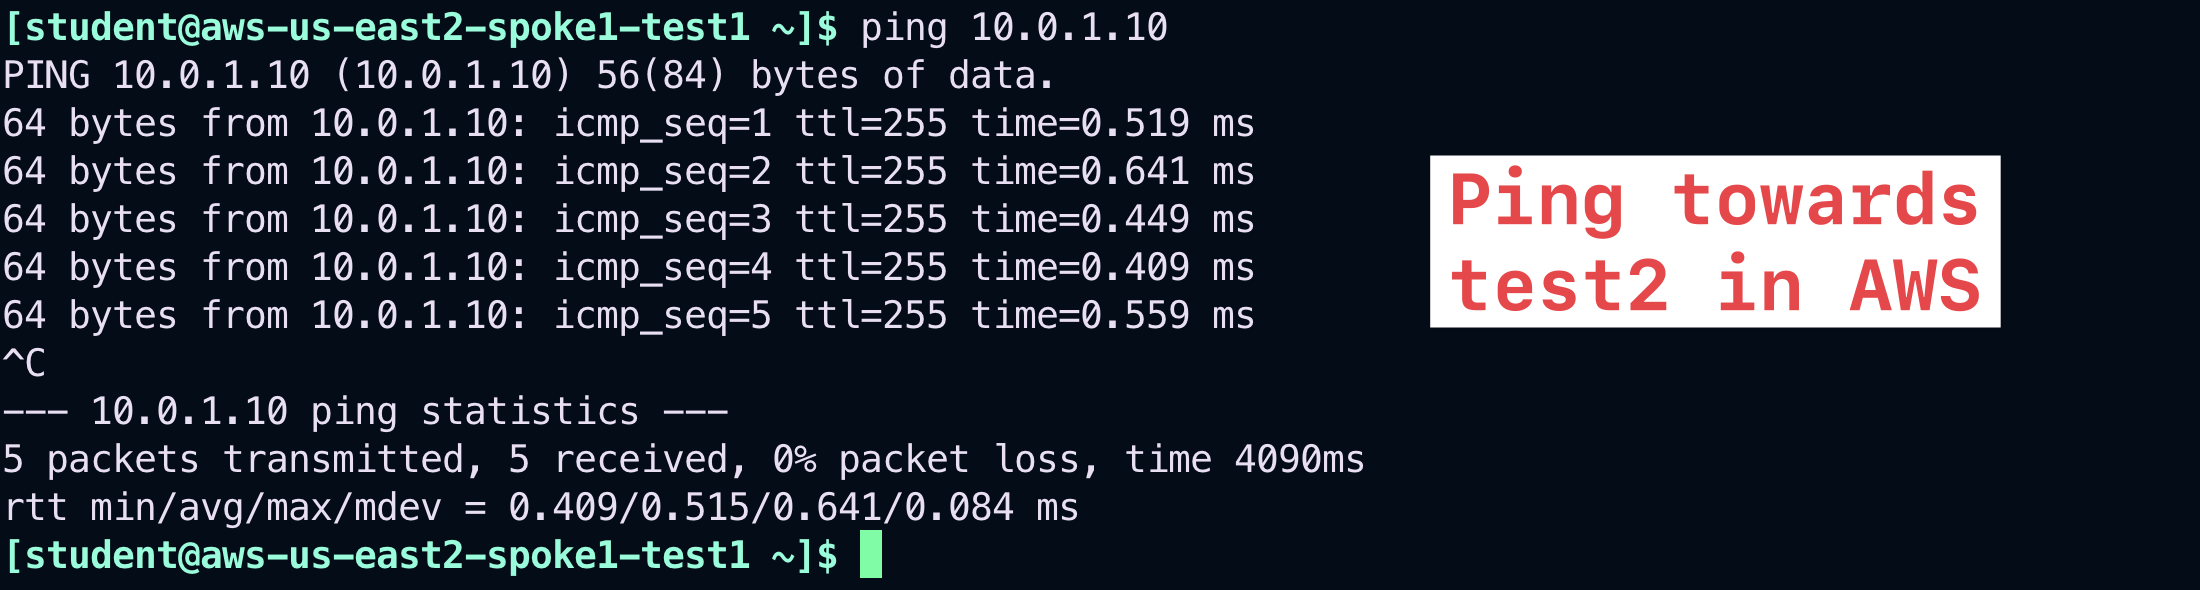 [student@aws-us-east2-spoke1-test1 ~]$ ping 10.0.1.10
PING 10.0.1.10 (10.0.1.10) 56(84) bytes of data.
64 bytes from 10.0.1.10: icmp_seq=1 ttl=255 time=0.519 ms
64 bytes from 10.0.1.10: icmp_seq=2 ttl=255 time=0.641 ms
64 bytes from 10.0.1.10: icmp_seq=3 ttl=255 time=0.449 ms
64 bytes from 10.0.1.10: icmp_seq=4 ttl=255 time=0.409 ms
64 bytes from 10.0.1.10: icmp_seq=5 ttl=255 time=0.559 ms
^C
--- 10.0.1.10 ping statistics ---
5 packets transmitted, 5 received, 0% packet loss, time 4090ms
rtt min/avg/max/mdev = 0.409/0.515/0.641/0.084 ms
[student@aws-us-east2-spoke1-test1 ~]$
Ping towards
test2 in AWS